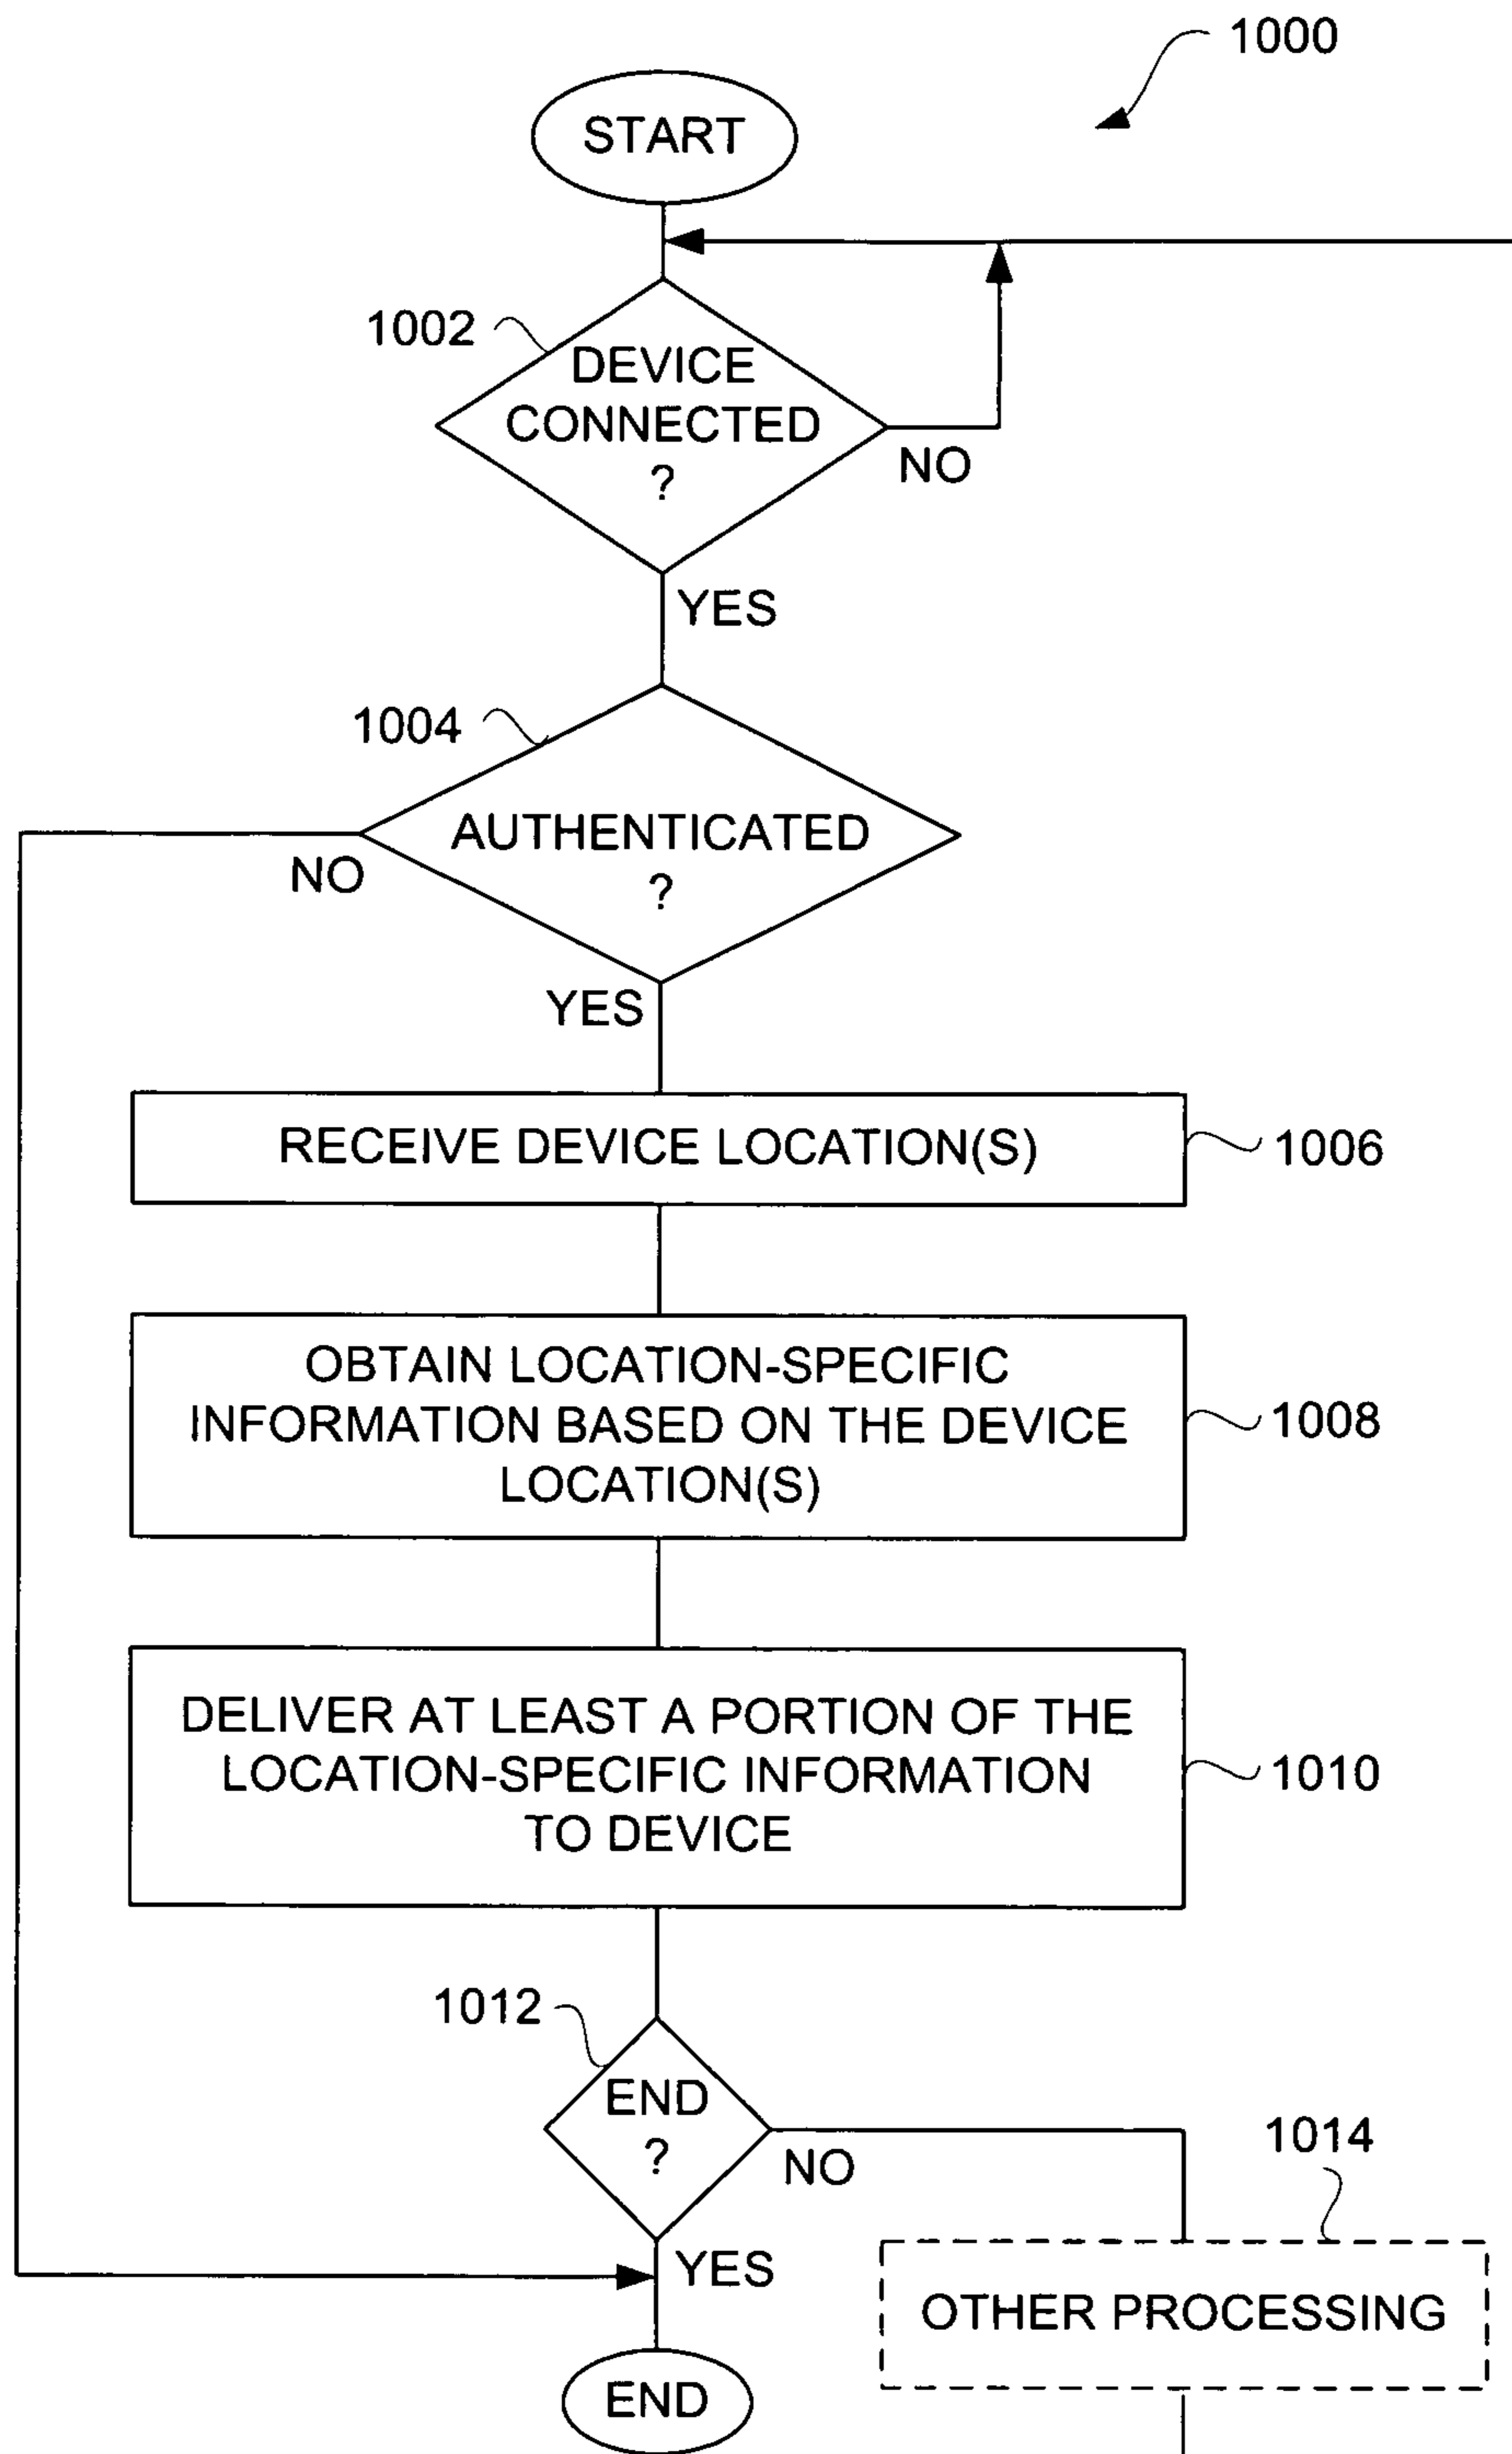 1000
START
1002
DEVICE
CONNECTED
?
NO
YES
1004
AUTHENTICATED
?
NO
YES
RECEIVE DEVICE LOCATION(S)
1006
OBTAIN LOCATION-SPECIFIC
INFORMATION BASED ON THE DEVICE
LOCATION(S)
1008
DELIVER AT LEAST A PORTION OF THE
LOCATION-SPECIFIC INFORMATION
TO DEVICE
1010
1012
END
?
NO
1014
YES
OTHER PROCESSING
END